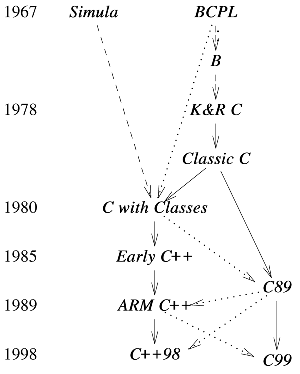 1967 Simula BCPL
B
1978 K&R C
Classic C
1980 C with Classes
1985 Early C++
C89
1989 ARM C++
1998 C++98 C99